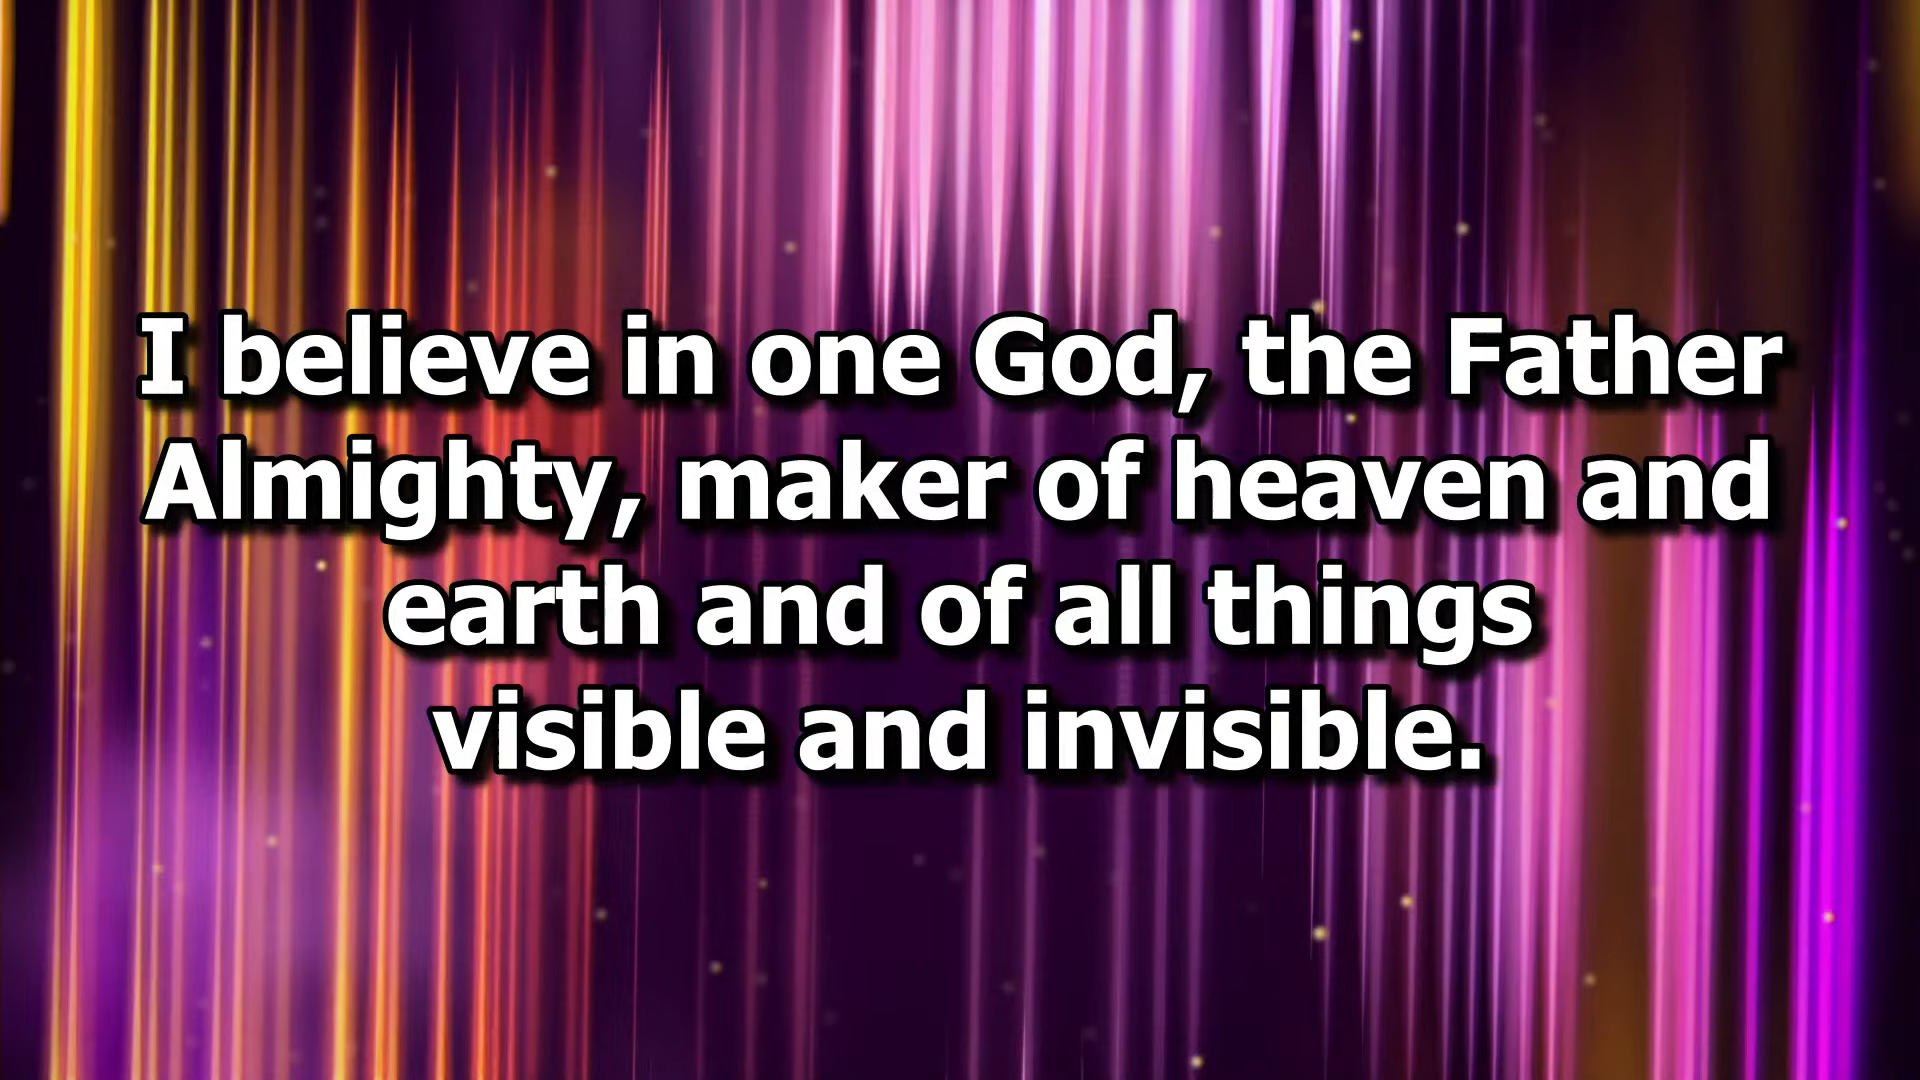 I believe in one God, the Father
Almighty, maker of heaven and
earth and of all things
visible and invisible.